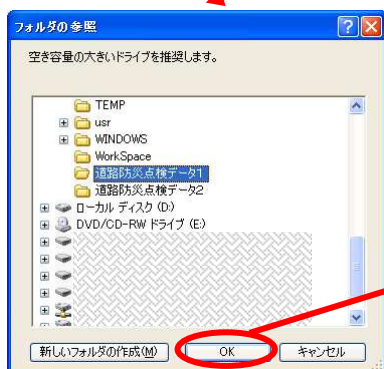 フォルダの参照
空き容量の大きいドライブを推奨します。
TEMP
usr
WINDOWS
WorkSpace
道路防災点検データ1
道路防災点検データ2
ローカル ディスク (D:)
DVD/CD-RW ドライブ (E:)
新しいフォルダの作成(M) OK キャンセル